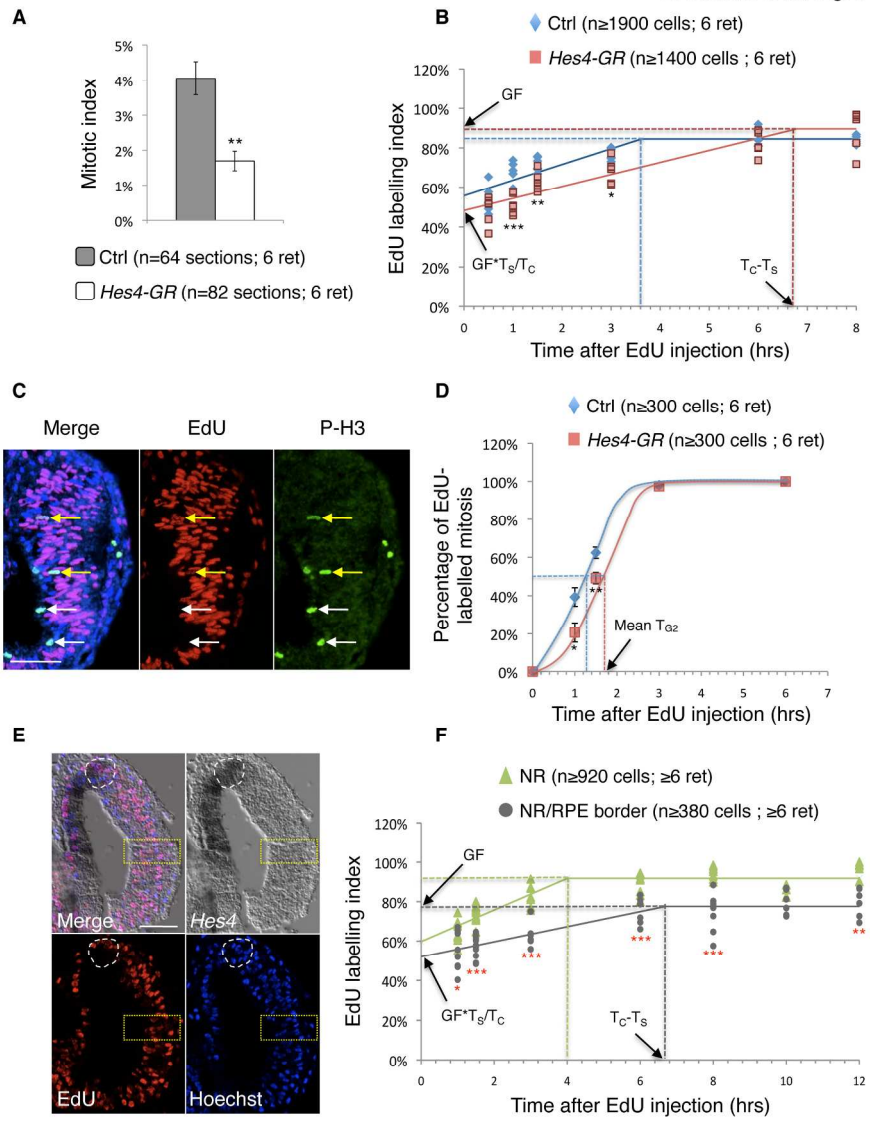 A
Mitotic index
5%
4%
3%
2%
1%
0%
**
Ctrl (n=64 sections; 6 ret)
Hes4-GR (n=82 sections; 6 ret)
B
Ctrl (n≥1900 cells; 6 ret)
Hes4-GR (n≥1400 cells ; 6 ret)
EdU labelling index
120%
100%
80%
60%
40%
20%
0%
GF
***
**
*
GF*TS/TC
TC-TS
0 1 2 3 4 5 6 7 8
Time after EdU injection (hrs)
C
Merge EdU P-H3
D
Ctrl (n≥300 cells; 6 ret)
Hes4-GR (n≥300 cells ; 6 ret)
Percentage of EdU-
labelled mitosis
120%
100%
80%
60%
40%
20%
0%
**
*
Mean TG2
0 1 2 3 4 5 6 7
Time after EdU injection (hrs)
E
Merge Hes4
EdU Hoechst
F
NR (n≥920 cells; ≥6 ret)
NR/RPE border (n≥380 cells ; ≥6 ret)
EdU labelling index
120%
100%
80%
60%
40%
20%
0%
GF
*
***
***
***
***
**
GF*TS/TC
TC-TS
0 2 4 6 8 10 12
Time after EdU injection (hrs)